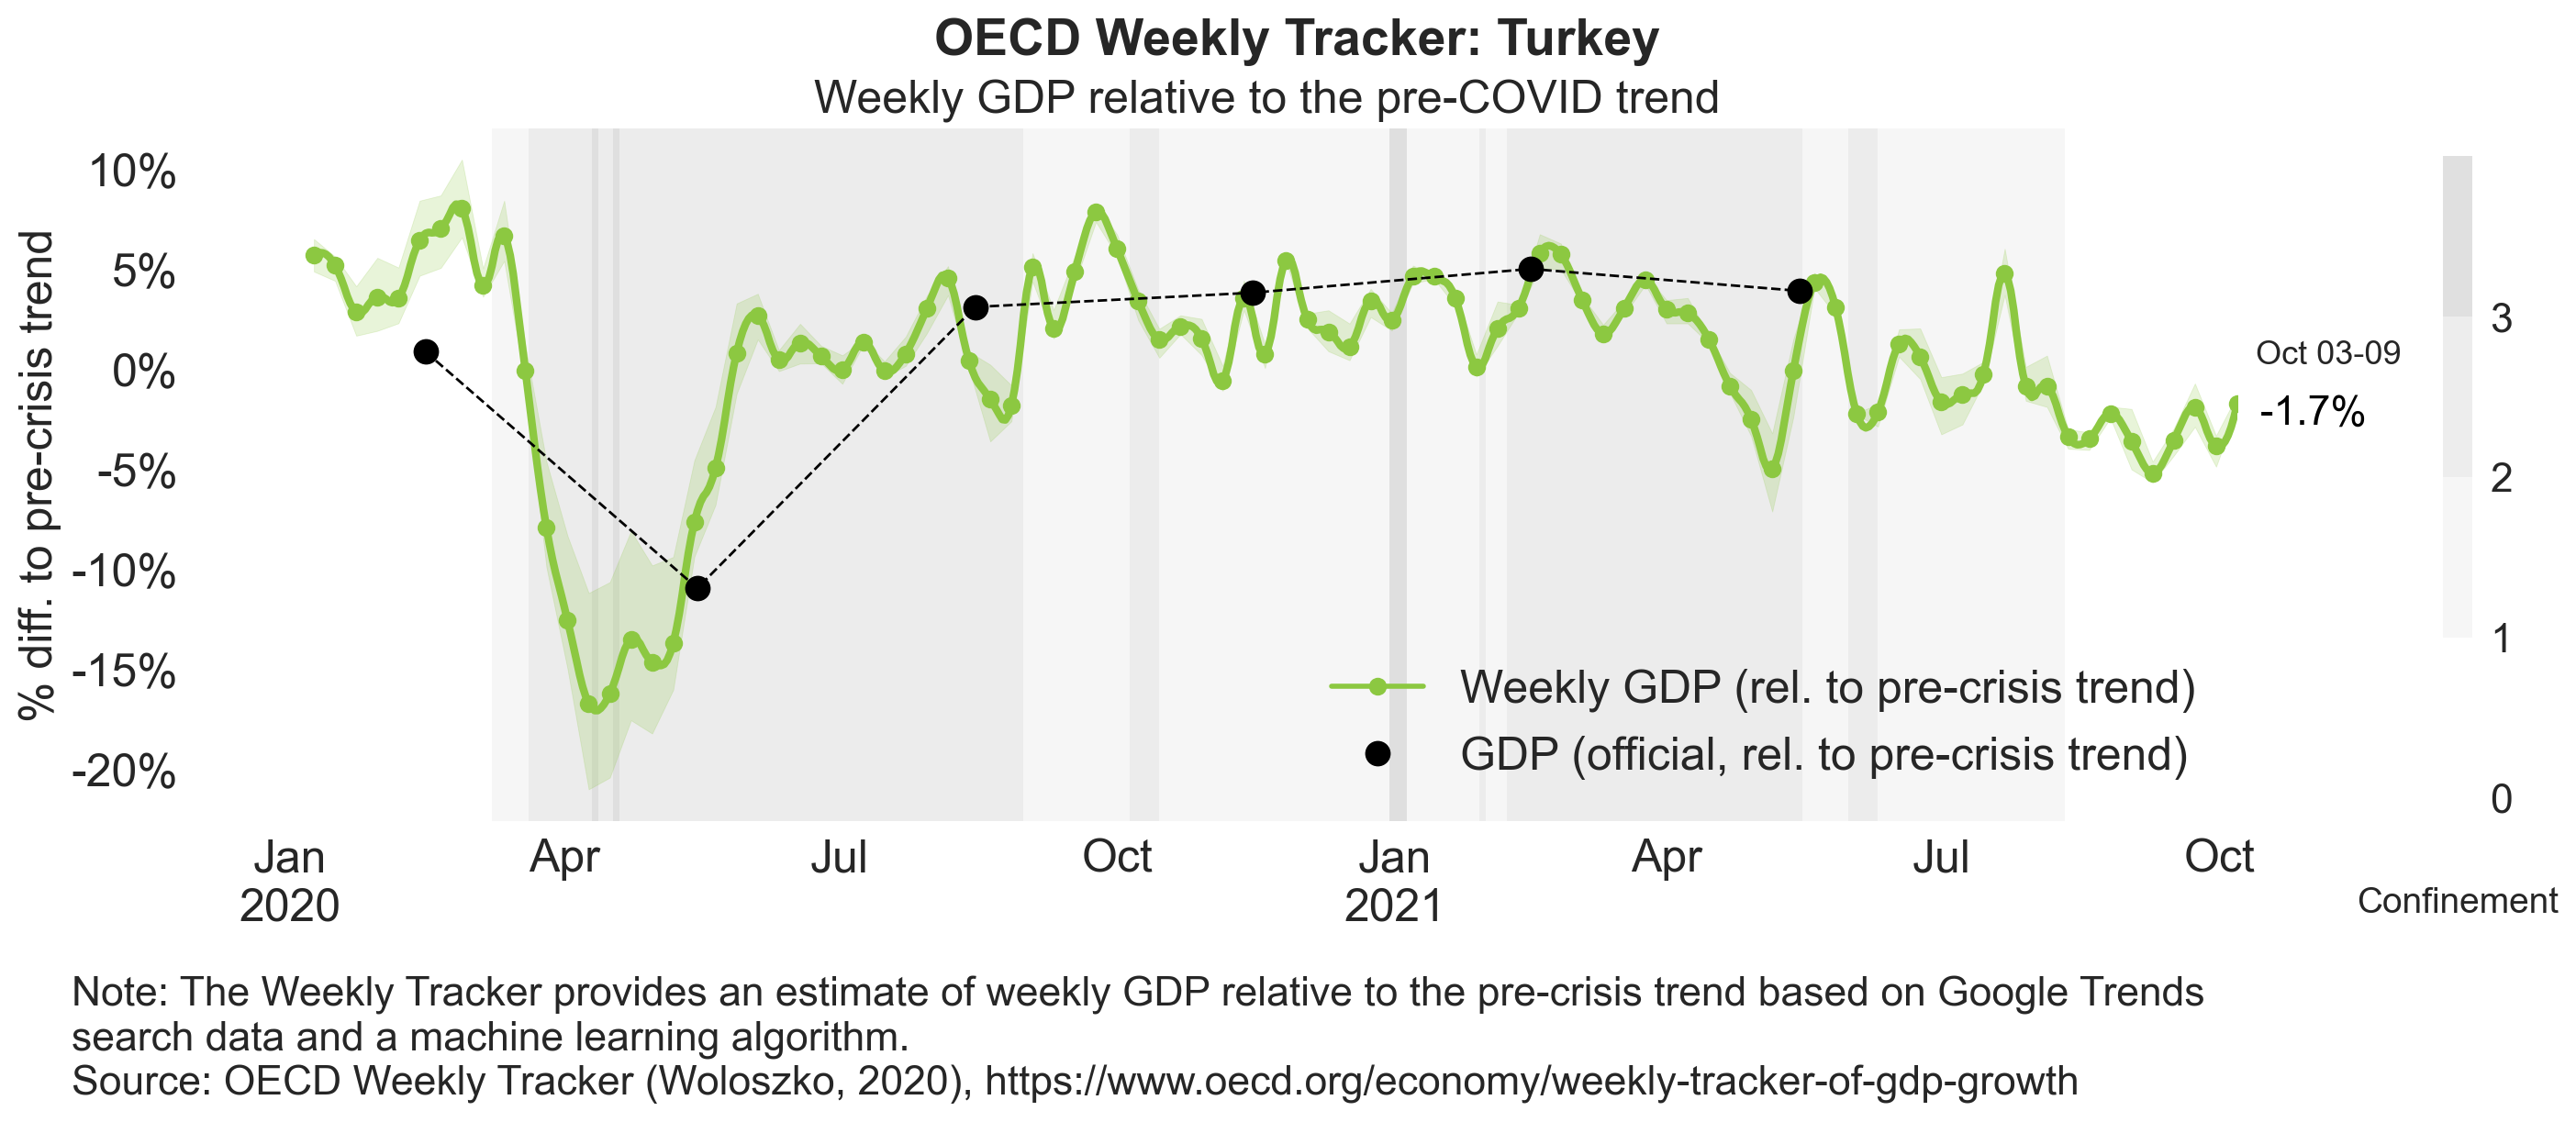 OECD Weekly Tracker: Turkey
Weekly GDP relative to the pre-COVID trend
% diff. to pre-crisis trend
10%
5%
0%
-5%
-10%
-15%
-20%
Oct 03-09
-1.7%
Weekly GDP (rel. to pre-crisis trend)
GDP (official, rel. to pre-crisis trend)
3
2
1
0
Confinement
Jan
2020
Apr
Jul
Oct
Jan
2021
Apr
Jul
Oct
Note: The Weekly Tracker provides an estimate of weekly GDP relative to the pre-crisis trend based on Google Trends
search data and a machine learning algorithm.
Source: OECD Weekly Tracker (Woloszko, 2020), https://www.oecd.org/economy/weekly-tracker-of-gdp-growth